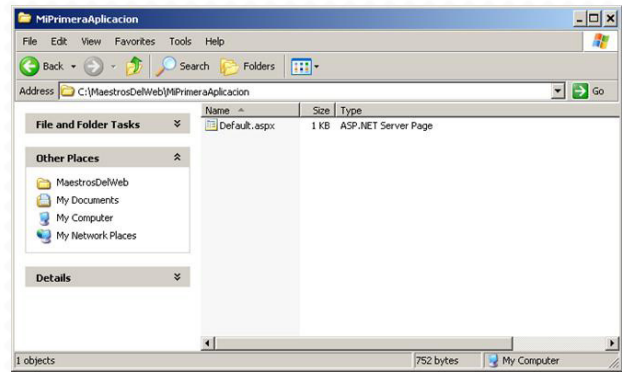 MiPrimeraAplicacion
File Edit View Favorites Tools Help
Back Search Folders
Address C:\MaestrosDelWeb\MiPrimeraAplicacion Go
File and Folder Tasks
Name Size Type
Default.aspx 1 KB ASP.NET Server Page
Other Places
MaestrosDelWeb
My Documents
My Computer
My Network Places
Details
1 objects 752 bytes My Computer